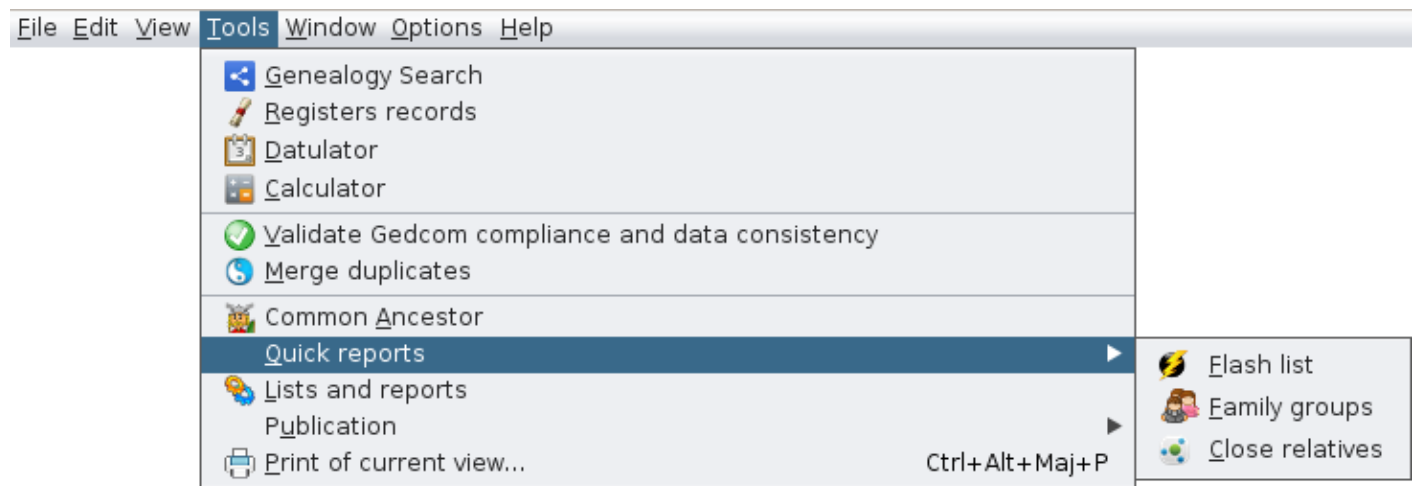 File Edit View Tools Window Options Help
Genealogy Search
Registers records
Datulator
Calculator
Validate Gedcom compliance and data consistency
Merge duplicates
Common Ancestor
Quick reports
Lists and reports
Publication
Print of current view... Ctrl+Alt+Maj+P
Flash list
Family groups
Close relatives